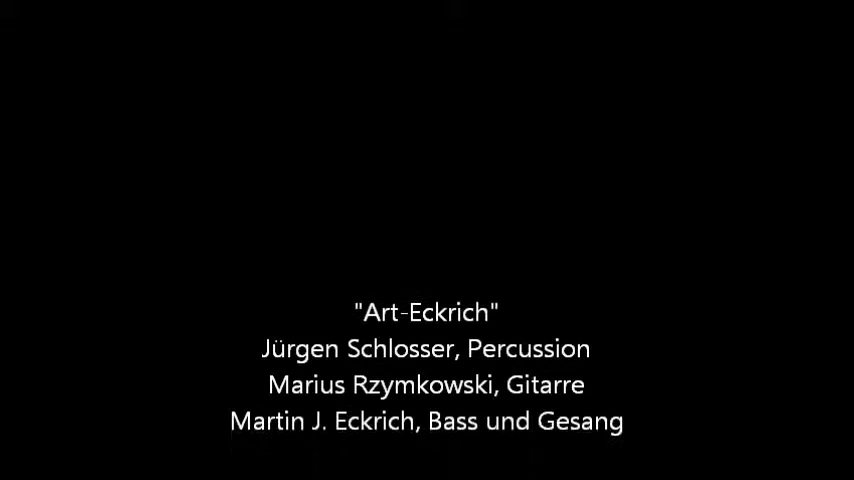 "Art-Eckrich"
Jürgen Schlosser, Percussion
Marius Rzymkowski, Gitarre
Martin J. Eckrich, Bass und Gesang